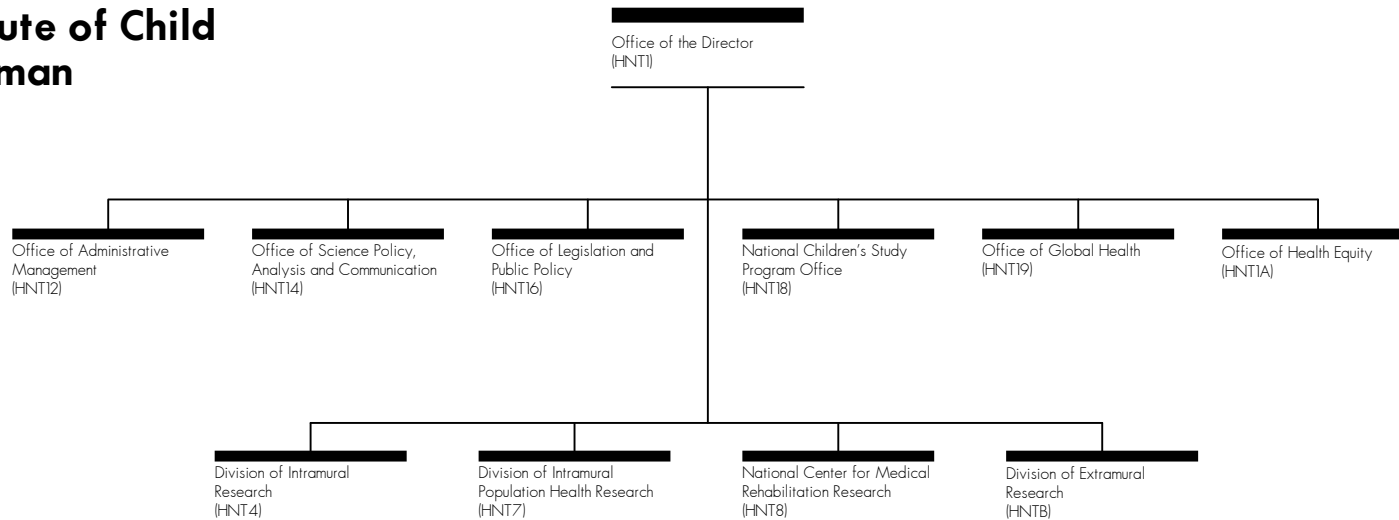 ute of Child
man
Office of the Director
(HNT1)
Office of Administrative
Management
(HNT12)
Office of Science Policy,
Analysis and Communication
(HNT14)
Office of Legislation and
Public Policy
(HNT16)
National Children's Study
Program Office
(HNT18)
Office of Global Health
(HNT19)
Office of Health Equity
(HNT1A)
Division of Intramural
Research
(HNT4)
Division of Intramural
Population Health Research
(HNT7)
National Center for Medical
Rehabilitation Research
(HNT8)
Division of Extramural
Research
(HNTB)